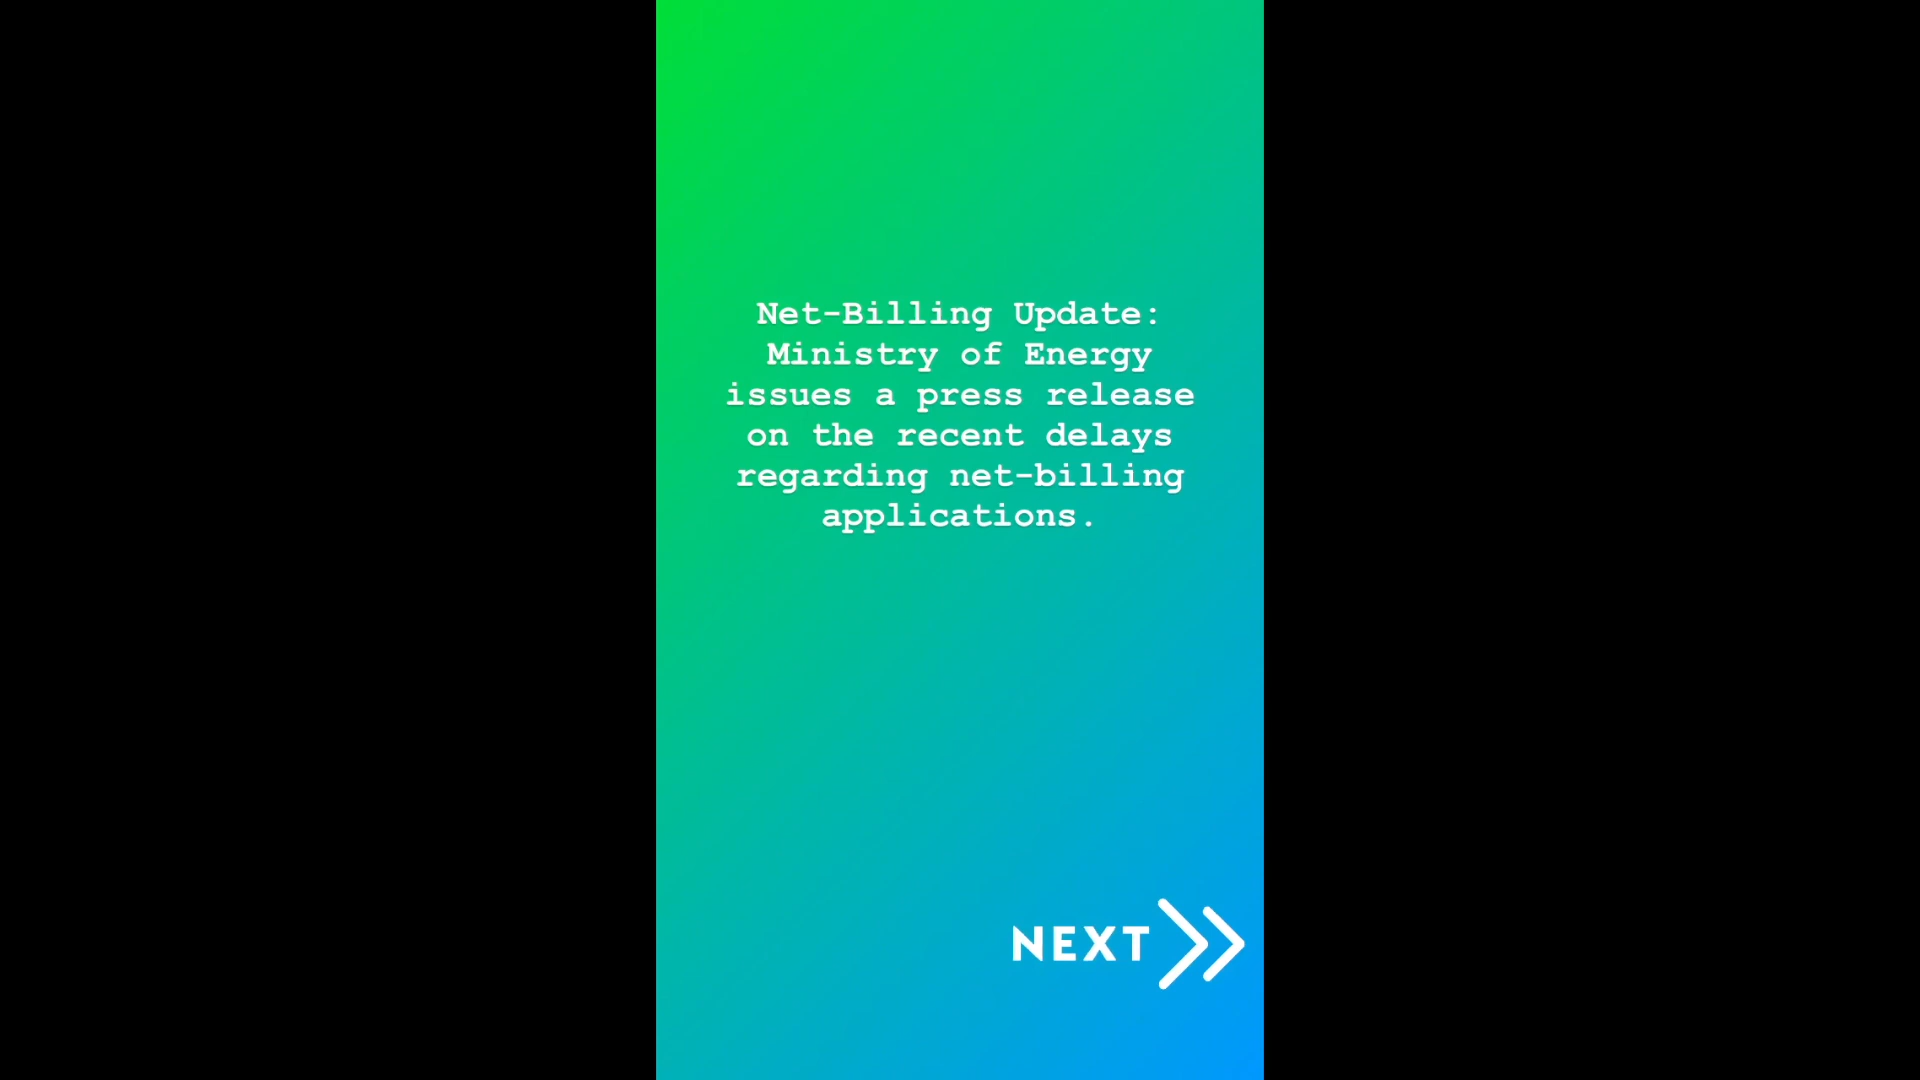 Net-Billing Update:
Ministry of Energy
issues a press release
on the recent delays
regarding net-billing
applications.
NEXT